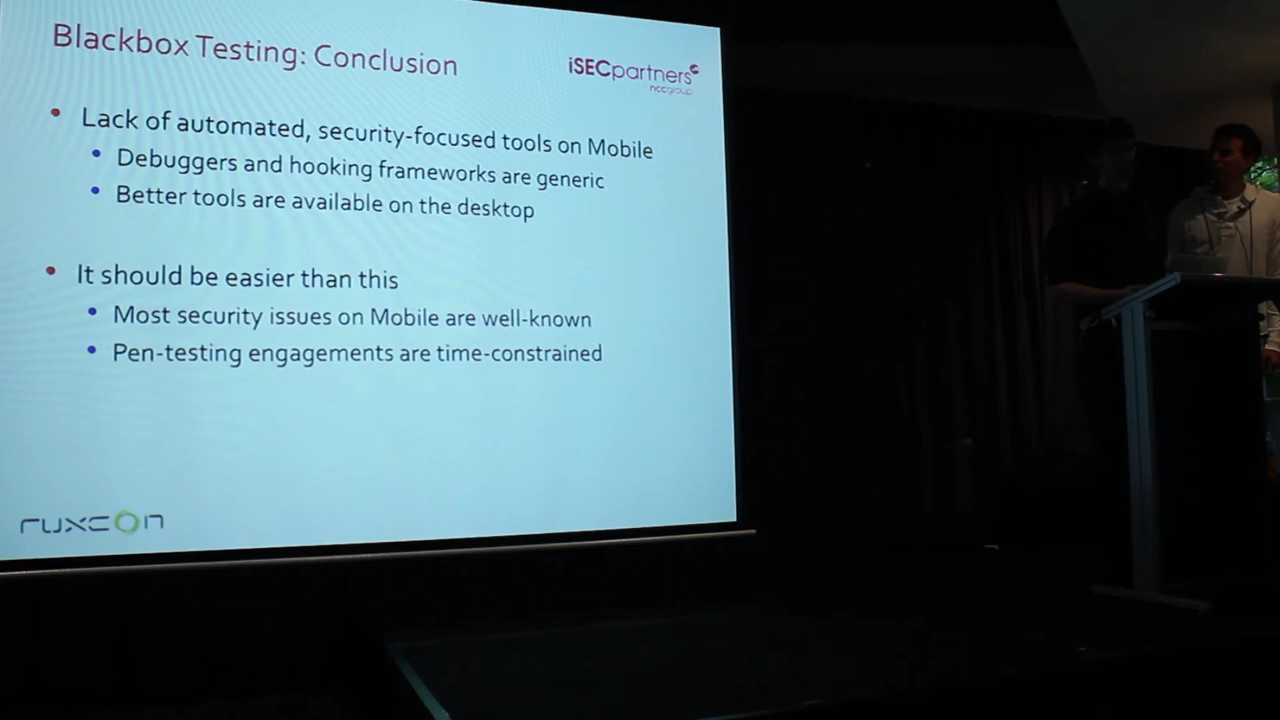 Blackbox Testing: Conclusion
iSECpartners
nccgroup
Lack of automated, security-focused tools on Mobile
Debuggers and hooking frameworks are generic
Better tools are available on the desktop
It should be easier than this
Most security issues on Mobile are well-known
Pen-testing engagements are time-constrained
ruxcon